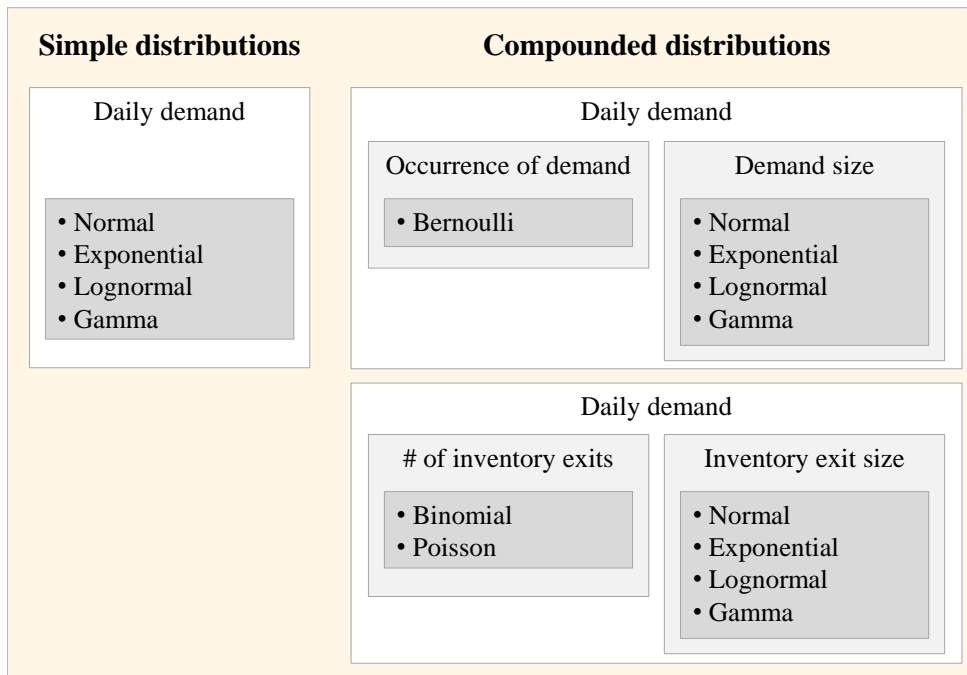 Simple distributions
Daily demand
• Normal
• Exponential
• Lognormal
• Gamma
Compounded distributions
Daily demand
Occurrence of demand
• Bernoulli
Demand size
• Normal
• Exponential
• Lognormal
• Gamma
Daily demand
# of inventory exits
• Binomial
• Poisson
Inventory exit size
• Normal
• Exponential
• Lognormal
• Gamma